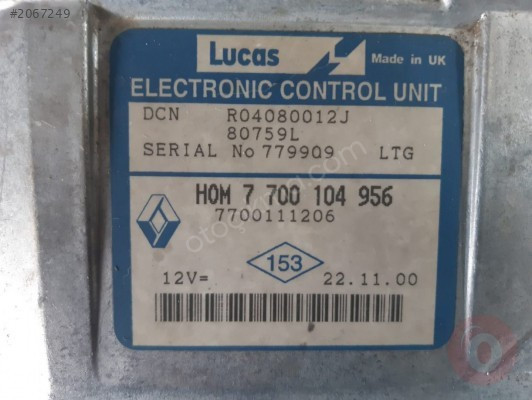 #2067249
Lucas
Made in UK
ELECTRONIC CONTROL UNIT
DCN R04080012J
80759L
SERIAL No 779909 LTG
HOM 7 700 104 956
7700111206
153
12V= 22.11.00